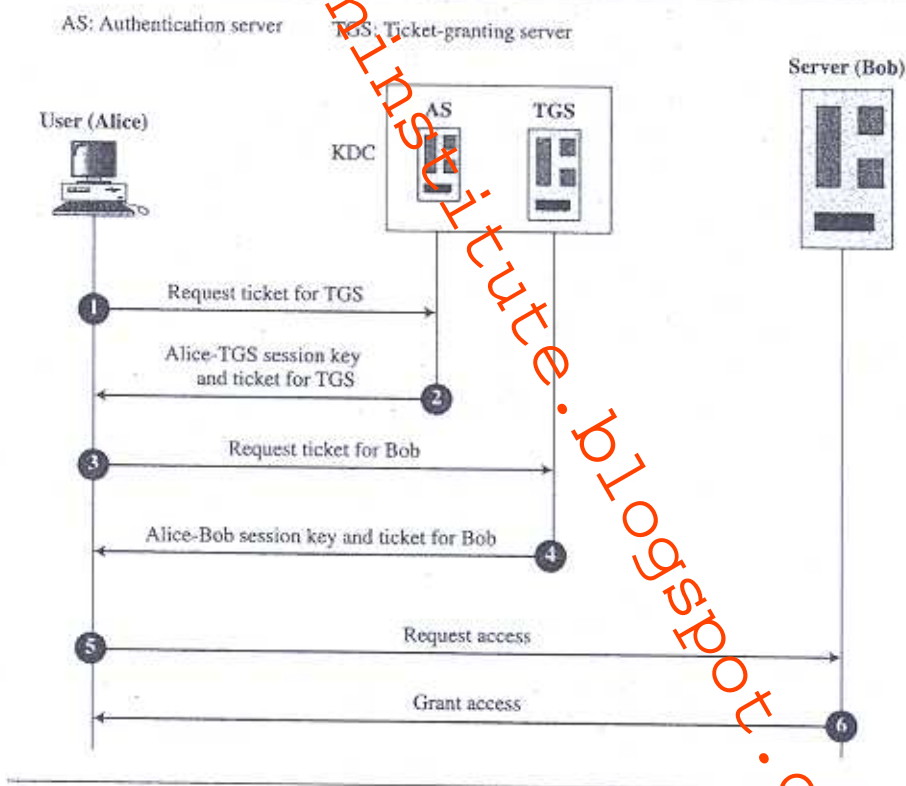 AS: Authentication server
TGS: Ticket-granting server
Server (Bob)
User (Alice)
AS
TGS
KDC
1
Request ticket for TGS
Alice-TGS session key
and ticket for TGS
2
3
Request ticket for Bob
Alice-Bob session key and ticket for Bob
4
5
Request access
Grant access
6
ninstitute.blogspot.